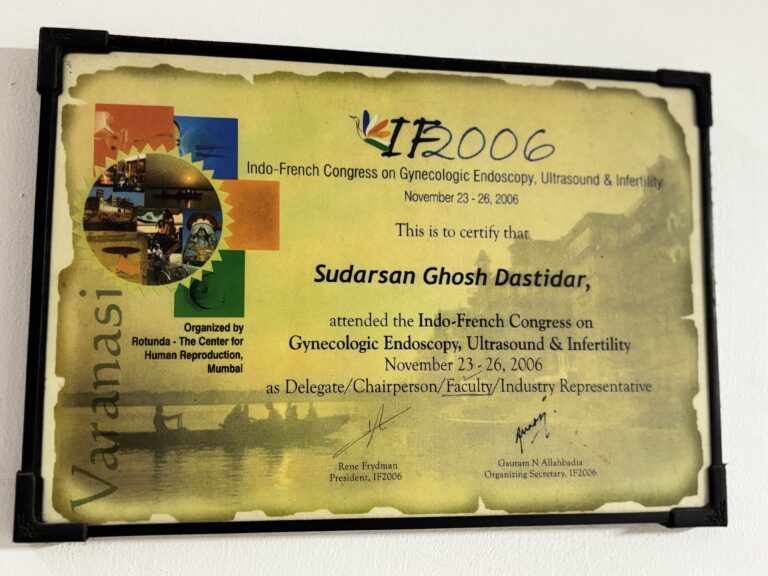 IF2006
Indo-French Congress on Gynecologic Endoscopy, Ultrasound & Infertility
November 23 - 26, 2006
This is to certify that
Sudarsan Ghosh Dastidar,
attended the Indo-French Congress on
Gynecologic Endoscopy, Ultrasound & Infertility
November 23 - 26, 2006
as Delegate/Chairperson/Faculty/Industry Representative
Organized by
Rotunda - The Center for
Human Reproduction,
Mumbai
Varanasi
Rene Frydman
President, IF2006
Gautam N Allahbadia
Organizing Secretary, IF2006